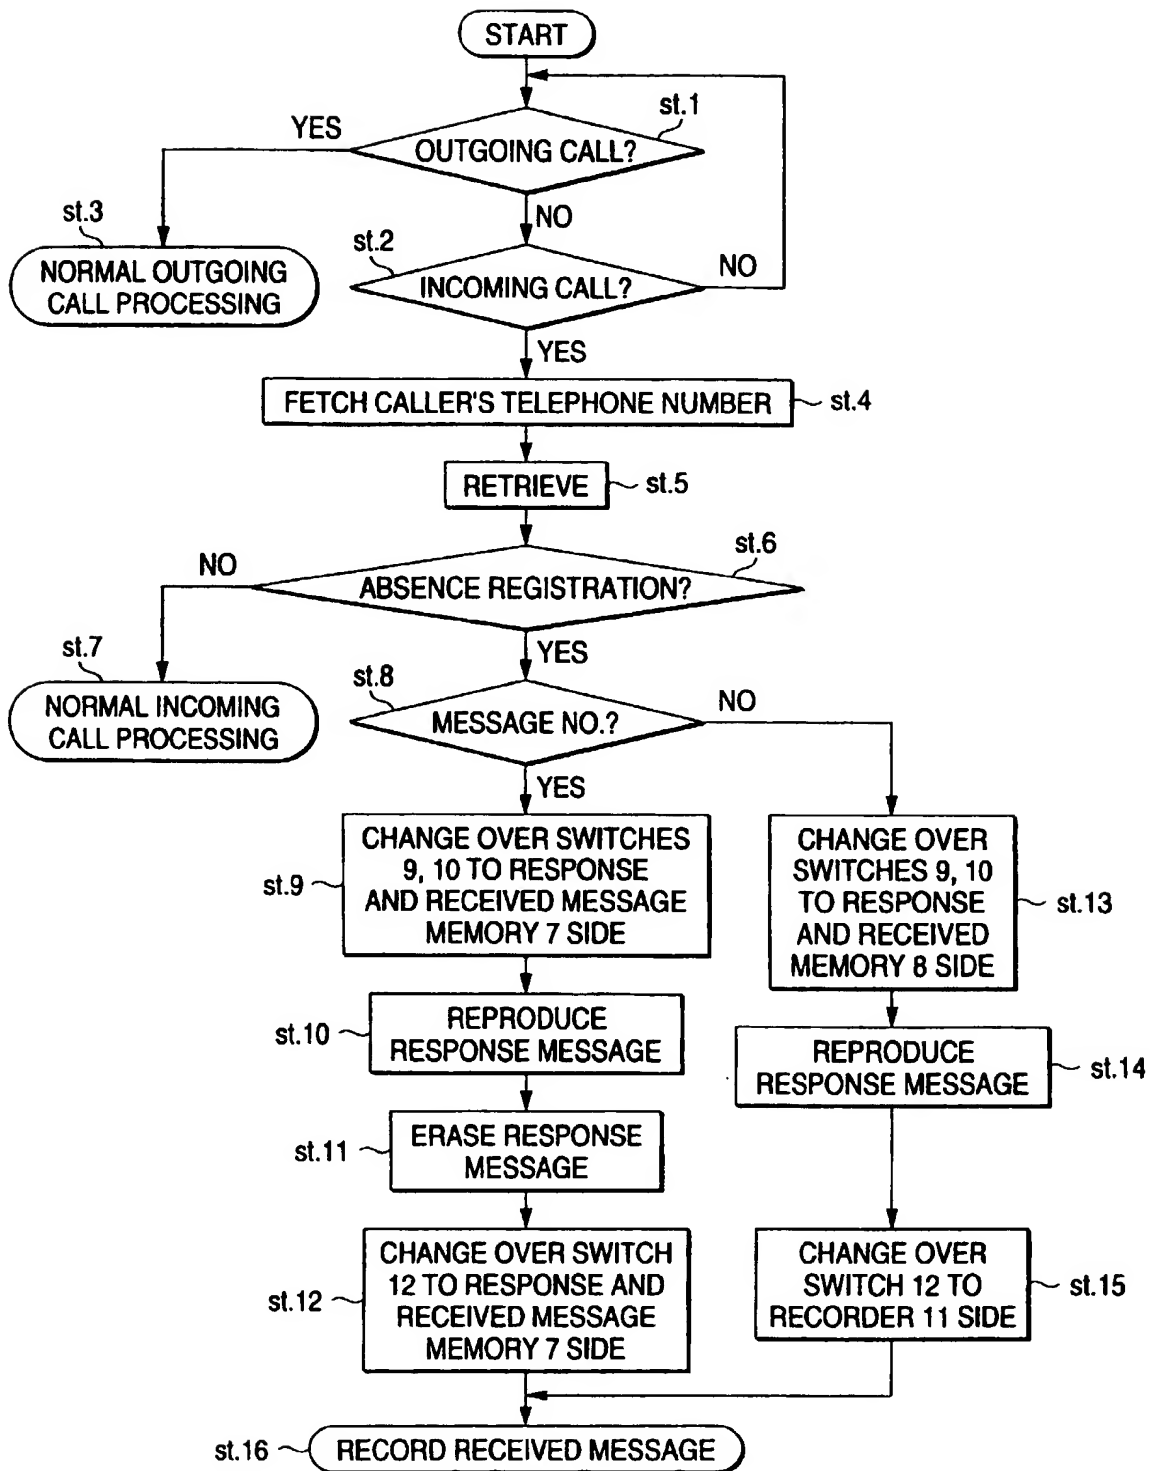 START
st.1
YES
OUTGOING CALL?
NO
st.3
NORMAL OUTGOING
CALL PROCESSING
st.2
INCOMING CALL?
NO
YES
FETCH CALLER'S TELEPHONE NUMBER
st.4
RETRIEVE
st.5
st.6
NO
ABSENCE REGISTRATION?
YES
st.7
NORMAL INCOMING
CALL PROCESSING
st.8
MESSAGE NO.?
NO
YES
st.9
CHANGE OVER SWITCHES
9, 10 TO RESPONSE
AND RECEIVED MESSAGE
MEMORY 7 SIDE
CHANGE OVER
SWITCHES 9, 10
TO RESPONSE
AND RECEIVED
MEMORY 8 SIDE
st.13
st.10
REPRODUCE
RESPONSE MESSAGE
REPRODUCE
RESPONSE MESSAGE
st.14
st.11
ERASE RESPONSE
MESSAGE
st.12
CHANGE OVER SWITCH
12 TO RESPONSE AND
RECEIVED MESSAGE
MEMORY 7 SIDE
CHANGE OVER
SWITCH 12 TO
RECORDER 11 SIDE
st.15
st.16
RECORD RECEIVED MESSAGE